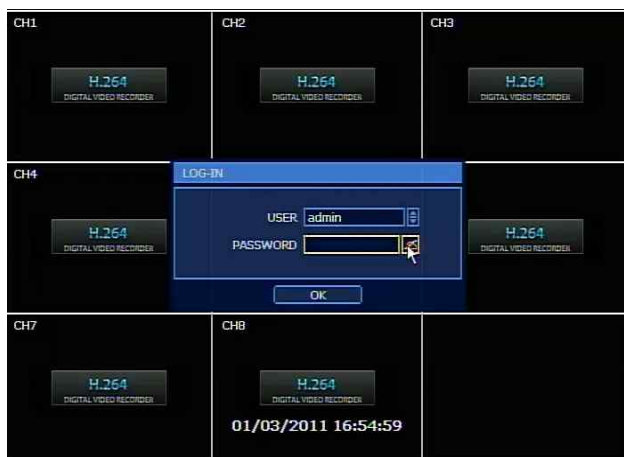 CH1
H.264
DIGITAL VIDEO RECORDER
CH2
H.264
DIGITAL VIDEO RECORDER
CH3
H.264
DIGITAL VIDEO RECORDER
CH4
H.264
DIGITAL VIDEO RECORDER
LOG-IN
USER admin
PASSWORD
OK
H.264
DIGITAL VIDEO RECORDER
CH7
H.264
DIGITAL VIDEO RECORDER
CH8
H.264
DIGITAL VIDEO RECORDER
01/03/2011 16:54:59